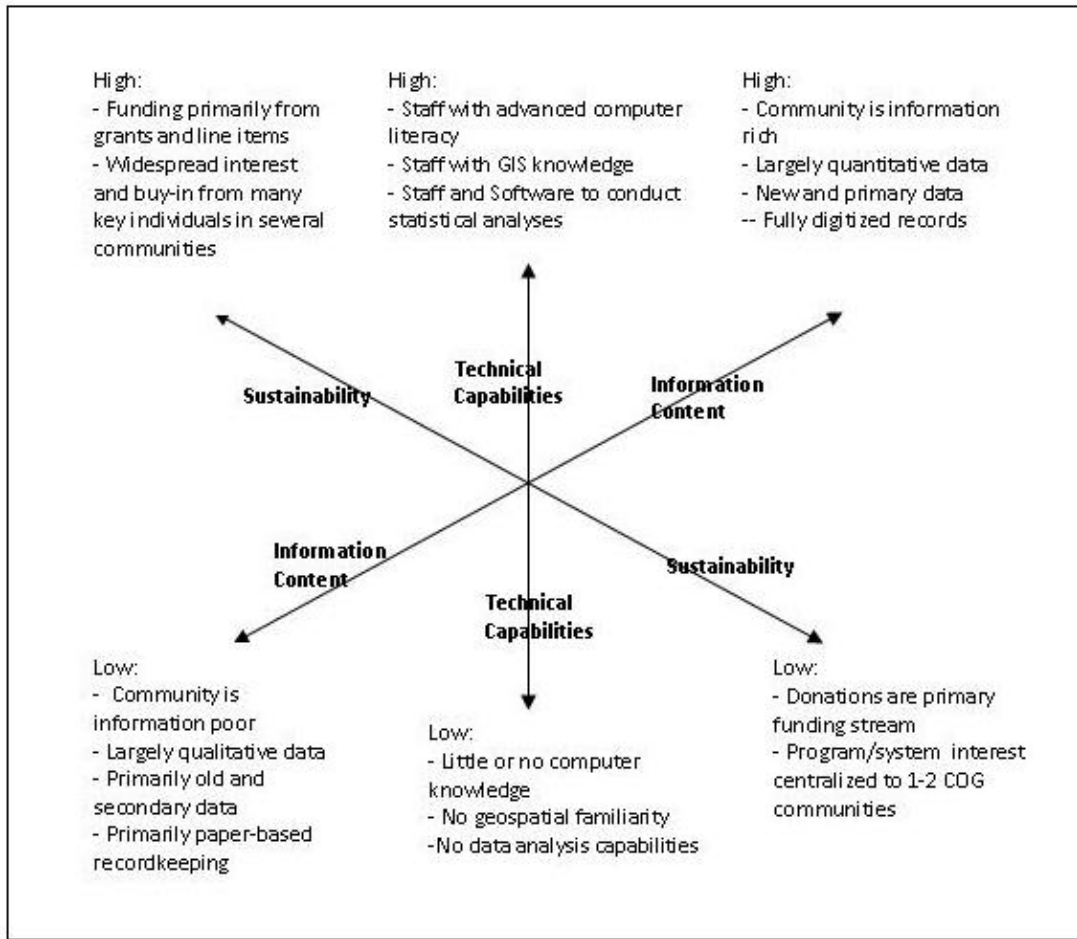 High:
- Funding primarily from
grants and line items
- Widespread interest
and buy-in from many
key individuals in several
communities
High:
- Staff with advanced computer
literacy
- Staff with GIS knowledge
- Staff and Software to conduct
statistical analyses
High:
- Community is information
rich
- Largely quantitative data
- New and primary data
-- Fully digitized records
Sustainability
Technical
Capabilities
Information
Content
Information
Content
Technical
Capabilities
Sustainability
Low:
- Community is
information poor
- Largely qualitative data
- Primarily old and
secondary data
- Primarily paper-based
recordkeeping
Low:
- Little or no computer
knowledge
- No geospatial familiarity
-No data analysis capabilities
Low:
- Donations are primary
funding stream
- Program/system interest
centralized to 1-2 COG
communities